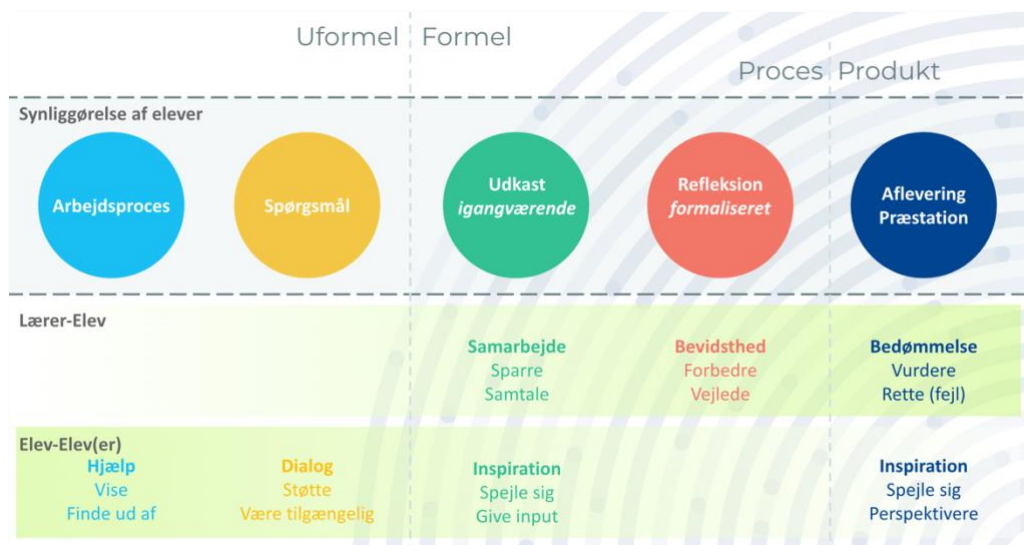 Uformel Formel
Proces Produkt
Synliggørelse af elever
Arbejdsproces
Spørgsmål
Udkast
igangværende
Refleksion
formaliseret
Aflevering
Præstation
Lærer-Elev
Samarbejde
Sparre
Samtale
Bevidsthed
Forbedre
Vejlede
Bedømmelse
Vurdere
Rette (fejl)
Elev-Elev(er)
Hjælp
Vise
Finde ud af
Dialog
Støtte
Være tilgængelig
Inspiration
Spejle sig
Give input
Inspiration
Spejle sig
Perspektivere